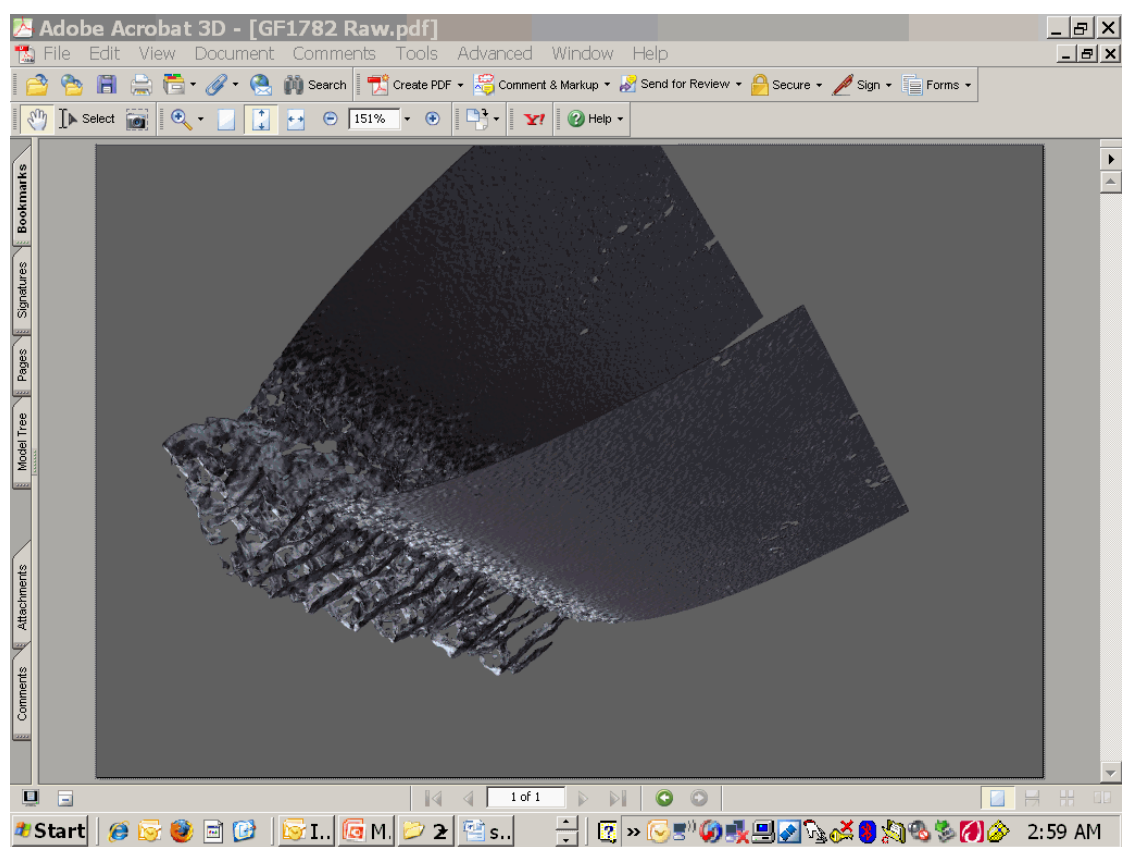 Adobe Acrobat 3D - [GF1782 Raw.pdf]
File Edit View Document Comments Tools Advanced Window Help
Search Create PDF Comment & Markup Send for Review Secure Sign Forms
Select 151% Y! Help
Bookmarks
Signatures
Pages
Model Tree
Attachments
Comments
1 of 1
Start I.. M. 2 s.. 2:59 AM